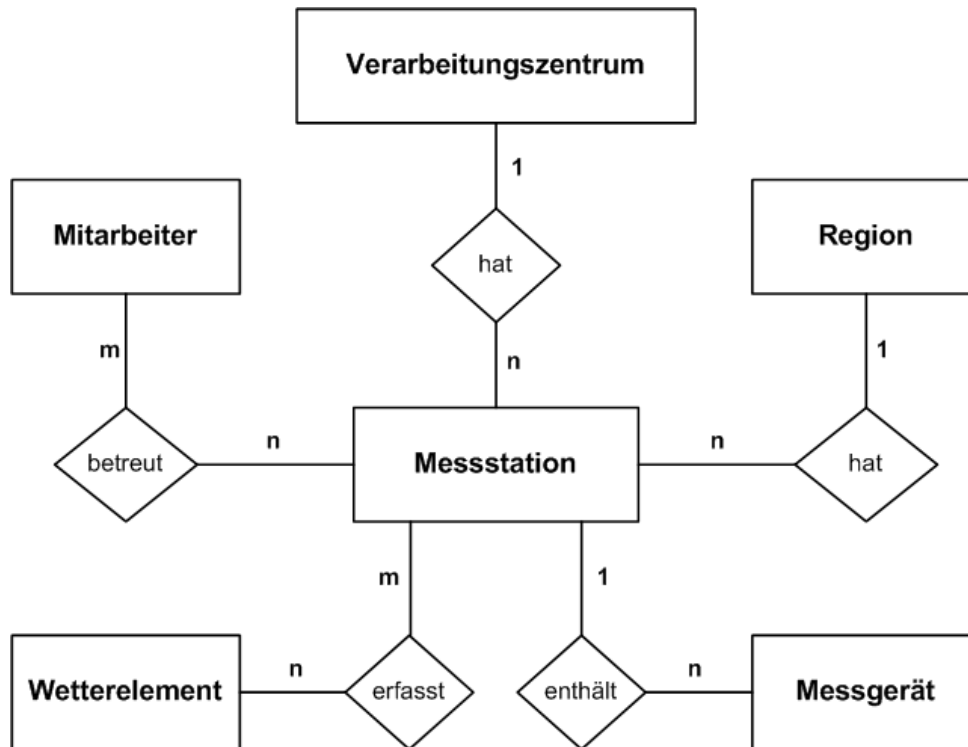 Verarbeitungszentrum
1
Mitarbeiter
Region
hat
m
1
n
betreut
n
Messstation
n
hat
m
1
Wetterelement
n
erfasst
enthält
n
Messgerät